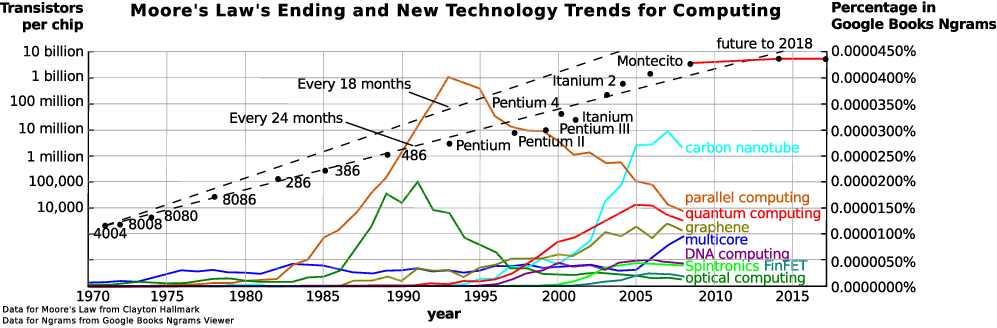 Moore's Law's Ending and New Technology Trends for Computing
Transistors
per chip
Percentage in
Google Books Ngrams
10 billion
1 billion
100 million
10 million
1 million
100,000
10,000
0.0000450%
0.0000400%
0.0000350%
0.0000300%
0.0000250%
0.0000200%
0.0000150%
0.0000100%
0.0000050%
0.0000000%
future to 2018
Montecito
Itanium 2
Every 18 months
Pentium 4
Itanium
Every 24 months
Pentium III
Pentium II
Pentium
486
386
286
8086
8080
8008
4004
carbon nanotube
parallel computing
quantum computing
graphene
multicore
DNA computing
Spintronics FinFET
optical computing
1970 1975 1980 1985 1990 1995 2000 2005 2010 2015
year
Data for Moore's Law from Clayton Hallmark
Data for Ngrams from Google Books Ngrams Viewer